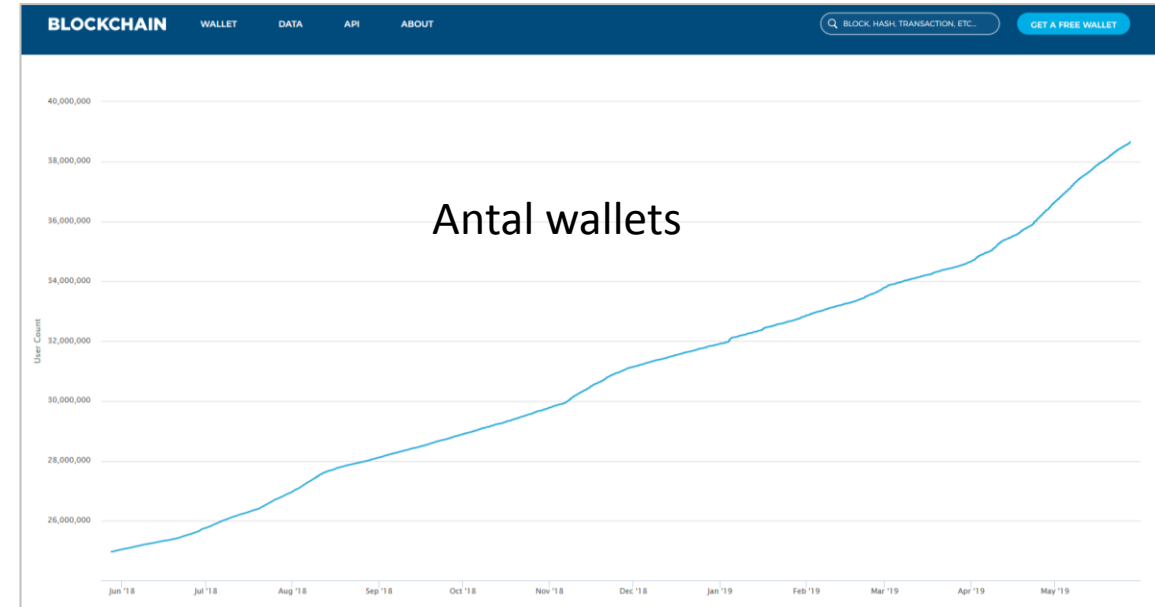 BLOCKCHAIN WALLET DATA API ABOUT BLOCK, HASH, TRANSACTION, ETC... GET A FREE WALLET
Antal wallets
User Count
40,000,000
38,000,000
36,000,000
34,000,000
32,000,000
30,000,000
28,000,000
26,000,000
Jun '18 Jul '18 Aug '18 Sep '18 Oct '18 Nov '18 Dec '18 Jan '19 Feb '19 Mar '19 Apr '19 May '19